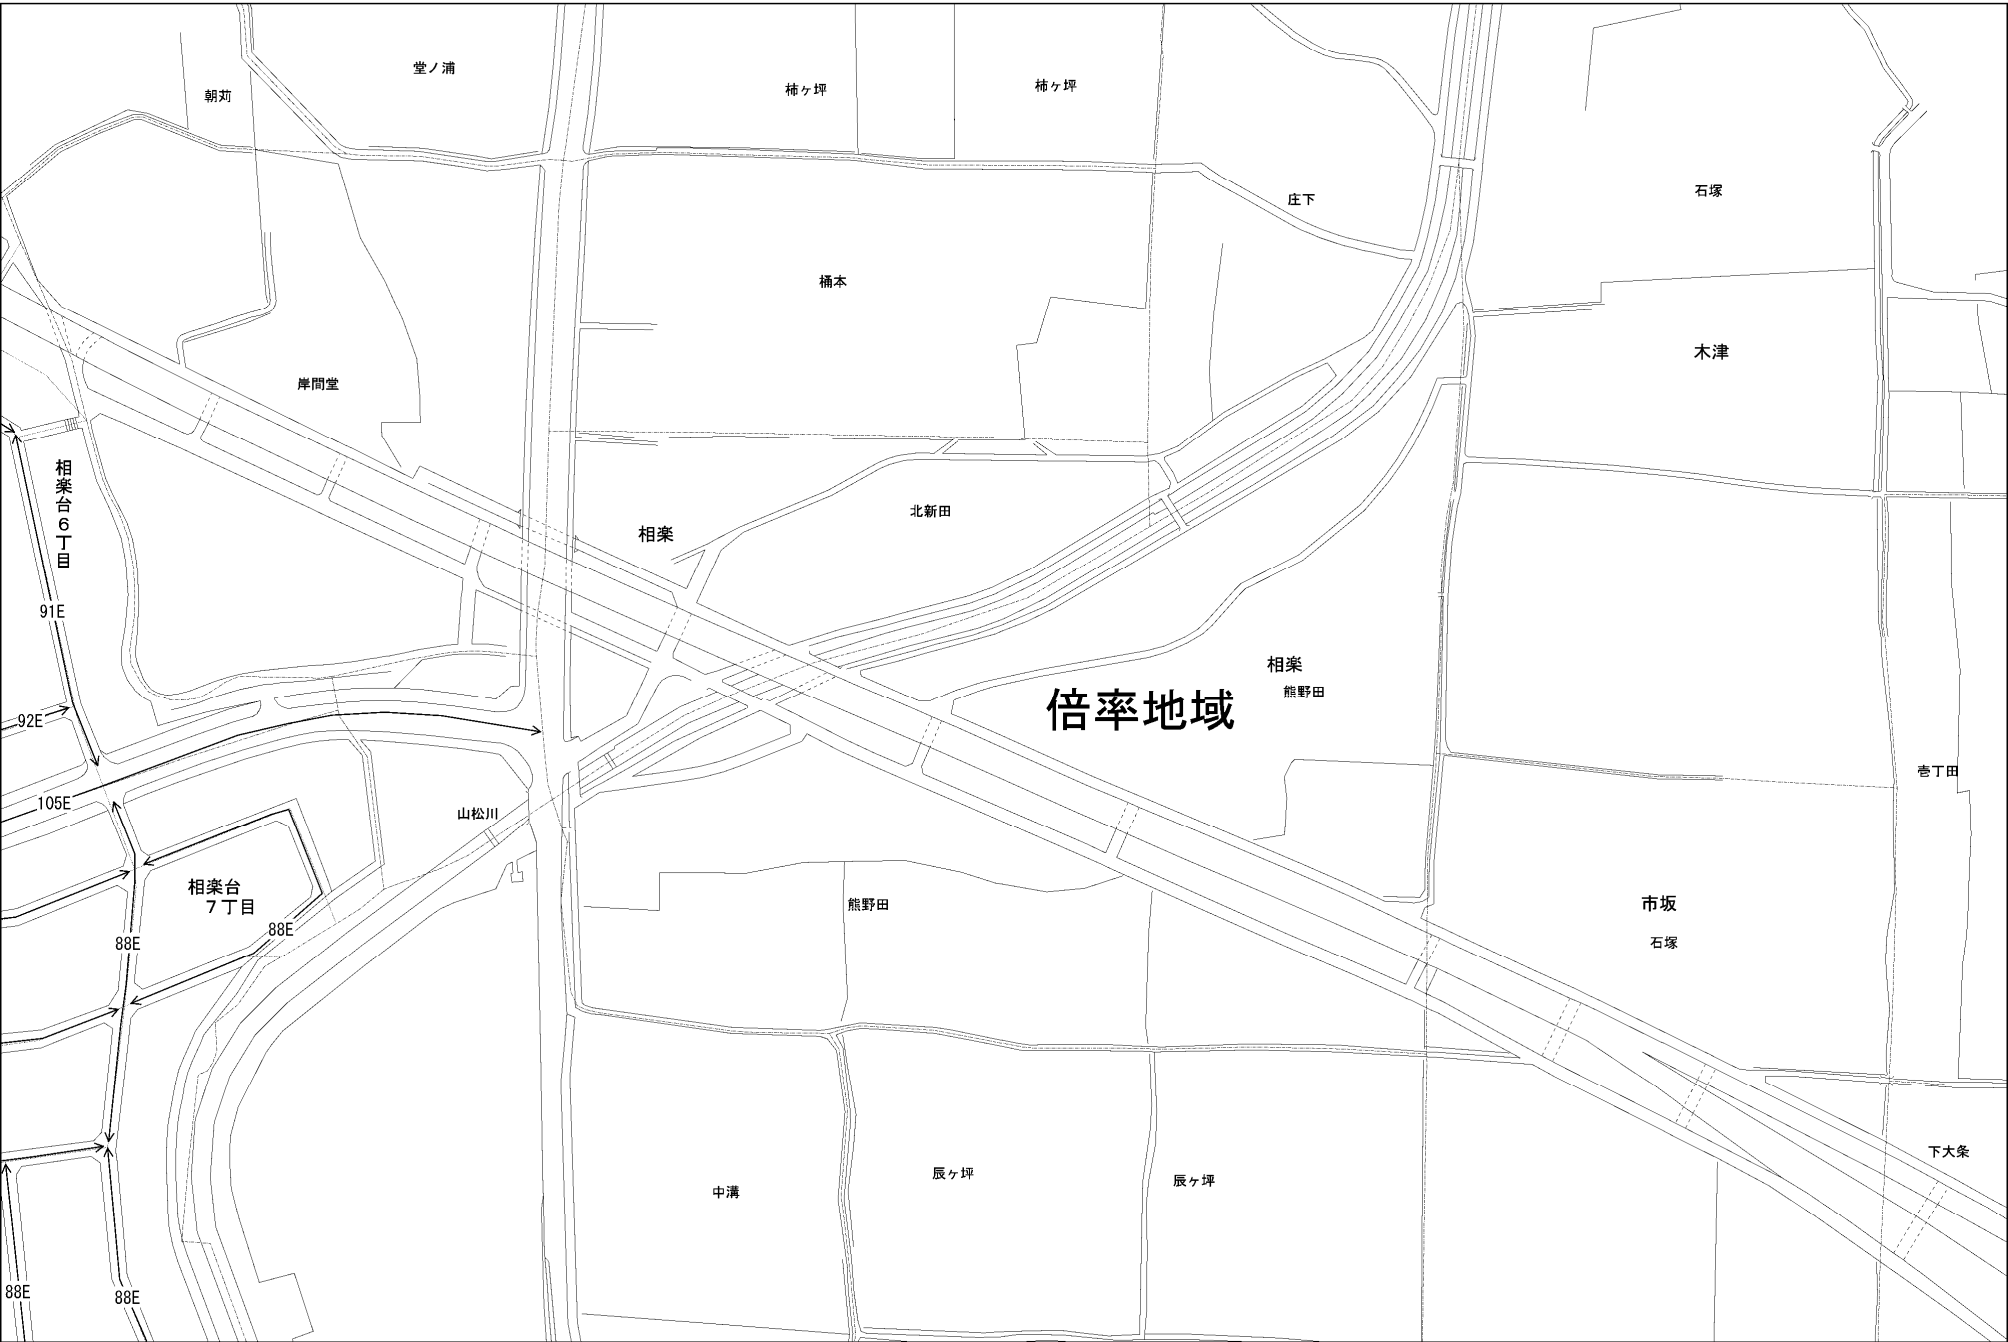 堂ノ浦
朝苅
柿ヶ坪
柿ヶ坪
庄下
石塚
桶本
木津
岸間堂
相楽台6丁目
北新田
相楽
91E
相楽
熊野田
倍率地域
92E
壱丁田
105E
山松川
相楽台
7丁目
熊野田
市坂
88E
88E
石塚
下大条
辰ヶ坪
辰ヶ坪
中溝
88E
88E